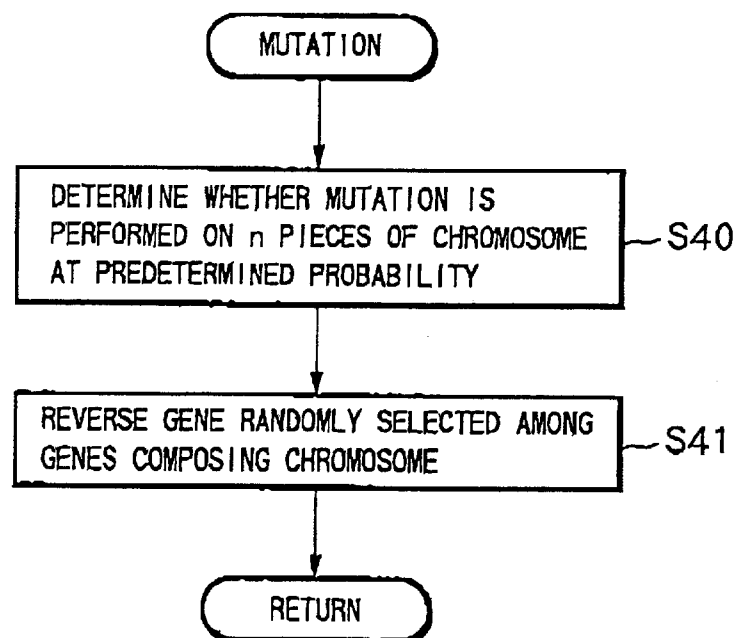 MUTATION
DETERMINE WHETHER MUTATION IS
PERFORMED ON n PIECES OF CHROMOSOME
AT PREDETERMINED PROBABILITY
S40
REVERSE GENE RANDOMLY SELECTED AMONG
GENES COMPOSING CHROMOSOME
S41
RETURN